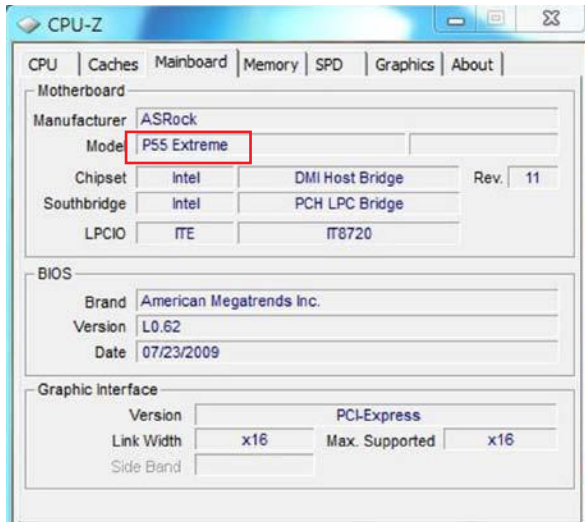 CPU-Z
CPU Caches Mainboard Memory SPD Graphics About
Motherboard
Manufacturer ASRock
Model P55 Extreme
Chipset Intel DMI Host Bridge Rev. 11
Southbridge Intel PCH LPC Bridge
LPCIO ITE IT8720
BIOS
Brand American Megatrends Inc.
Version L0.62
Date 07/23/2009
Graphic Interface
Version PCI-Express
Link Width x16 Max. Supported x16
Side Band